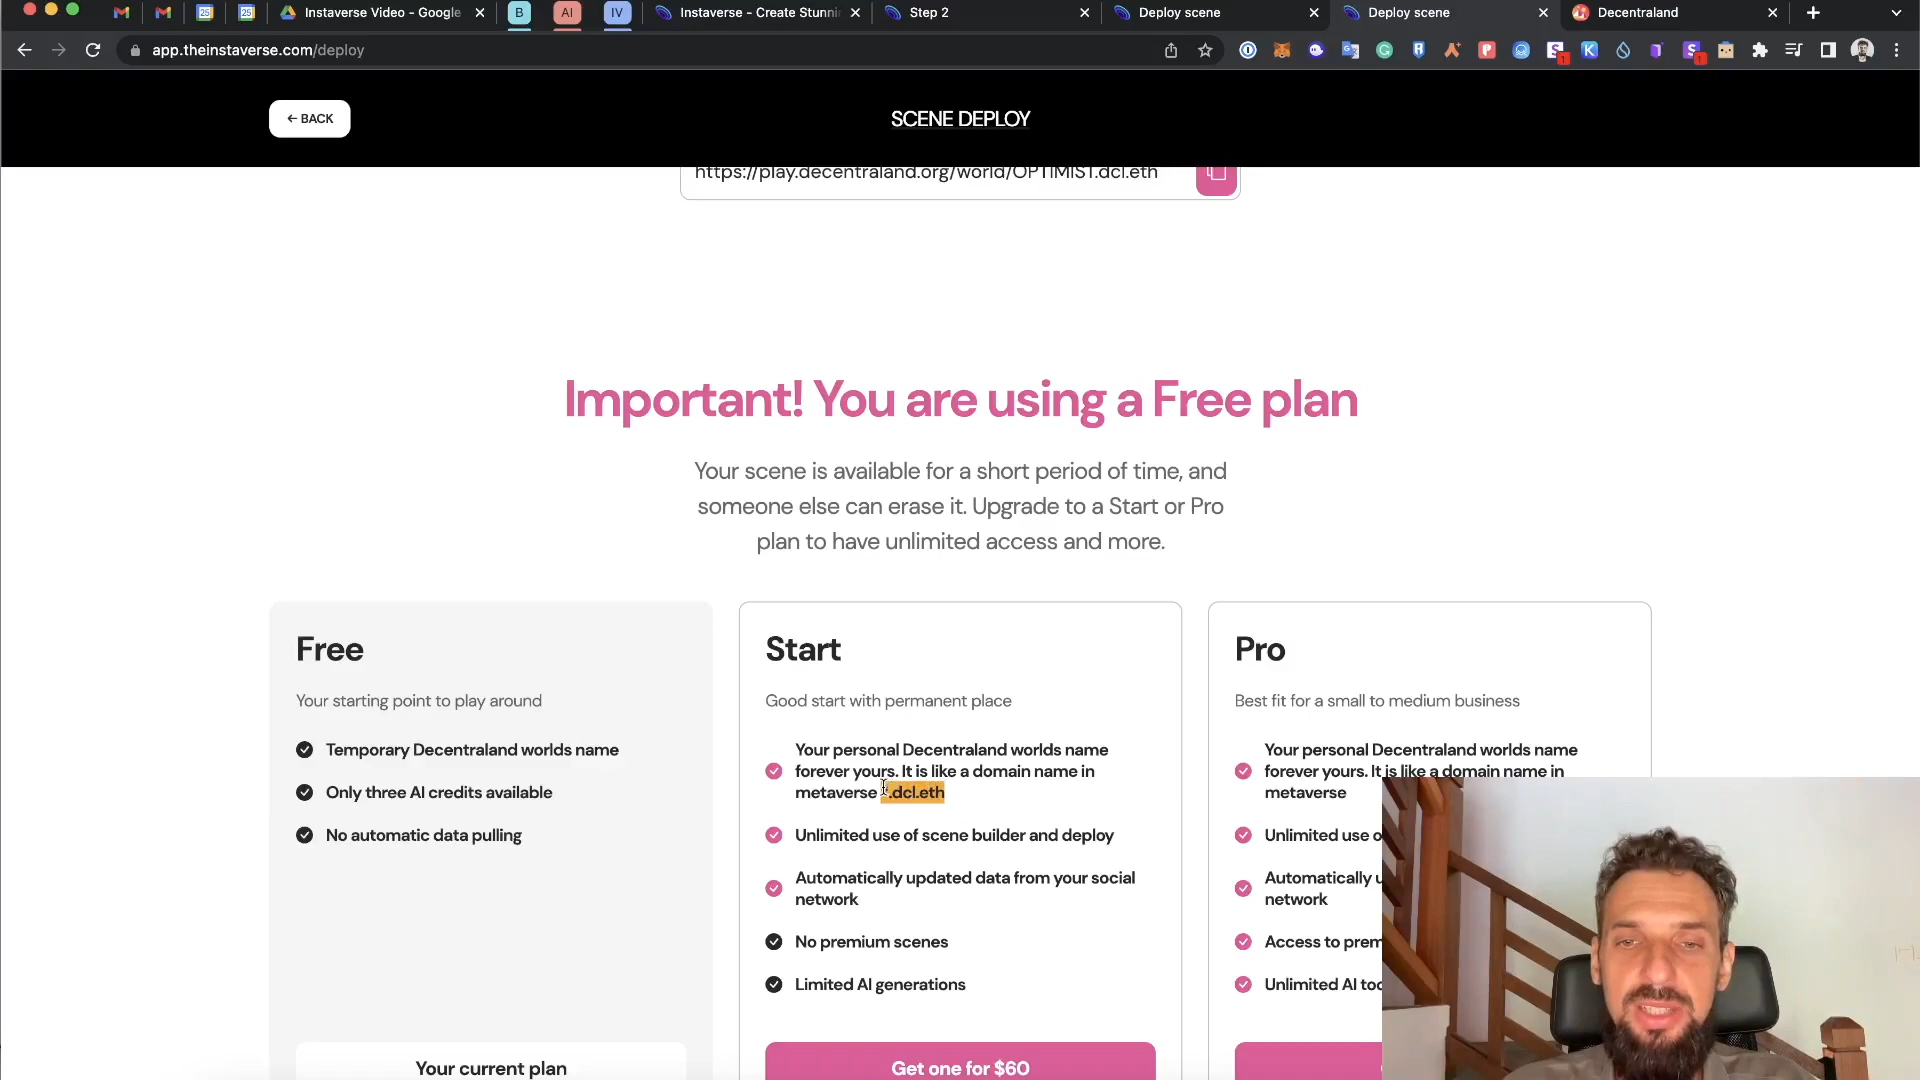 Instaverse Video - Google
B
AI
IV
Instaverse - Create Stunni
Step 2
Deploy scene
Deploy scene
Decentraland
app.theinstaverse.com/deploy
← BACK
SCENE DEPLOY
https://play.decentraland.org/world/OPTIMIST.dcl.eth
Important! You are using a Free plan
Your scene is available for a short period of time, and
someone else can erase it. Upgrade to a Start or Pro
plan to have unlimited access and more.
Free
Your starting point to play around
Temporary Decentraland worlds name
Only three AI credits available
No automatic data pulling
Your current plan
Start
Good start with permanent place
Your personal Decentraland worlds name
forever yours. It is like a domain name in
metaverse *.dcl.eth
Unlimited use of scene builder and deploy
Automatically updated data from your social
network
No premium scenes
Limited AI generations
Get one for $60
Pro
Best fit for a small to medium business
Your personal Decentraland worlds name
forever yours. It is like a domain name in
metaverse
Unlimited use o
Automatically u
network
Access to prem
Unlimited AI too